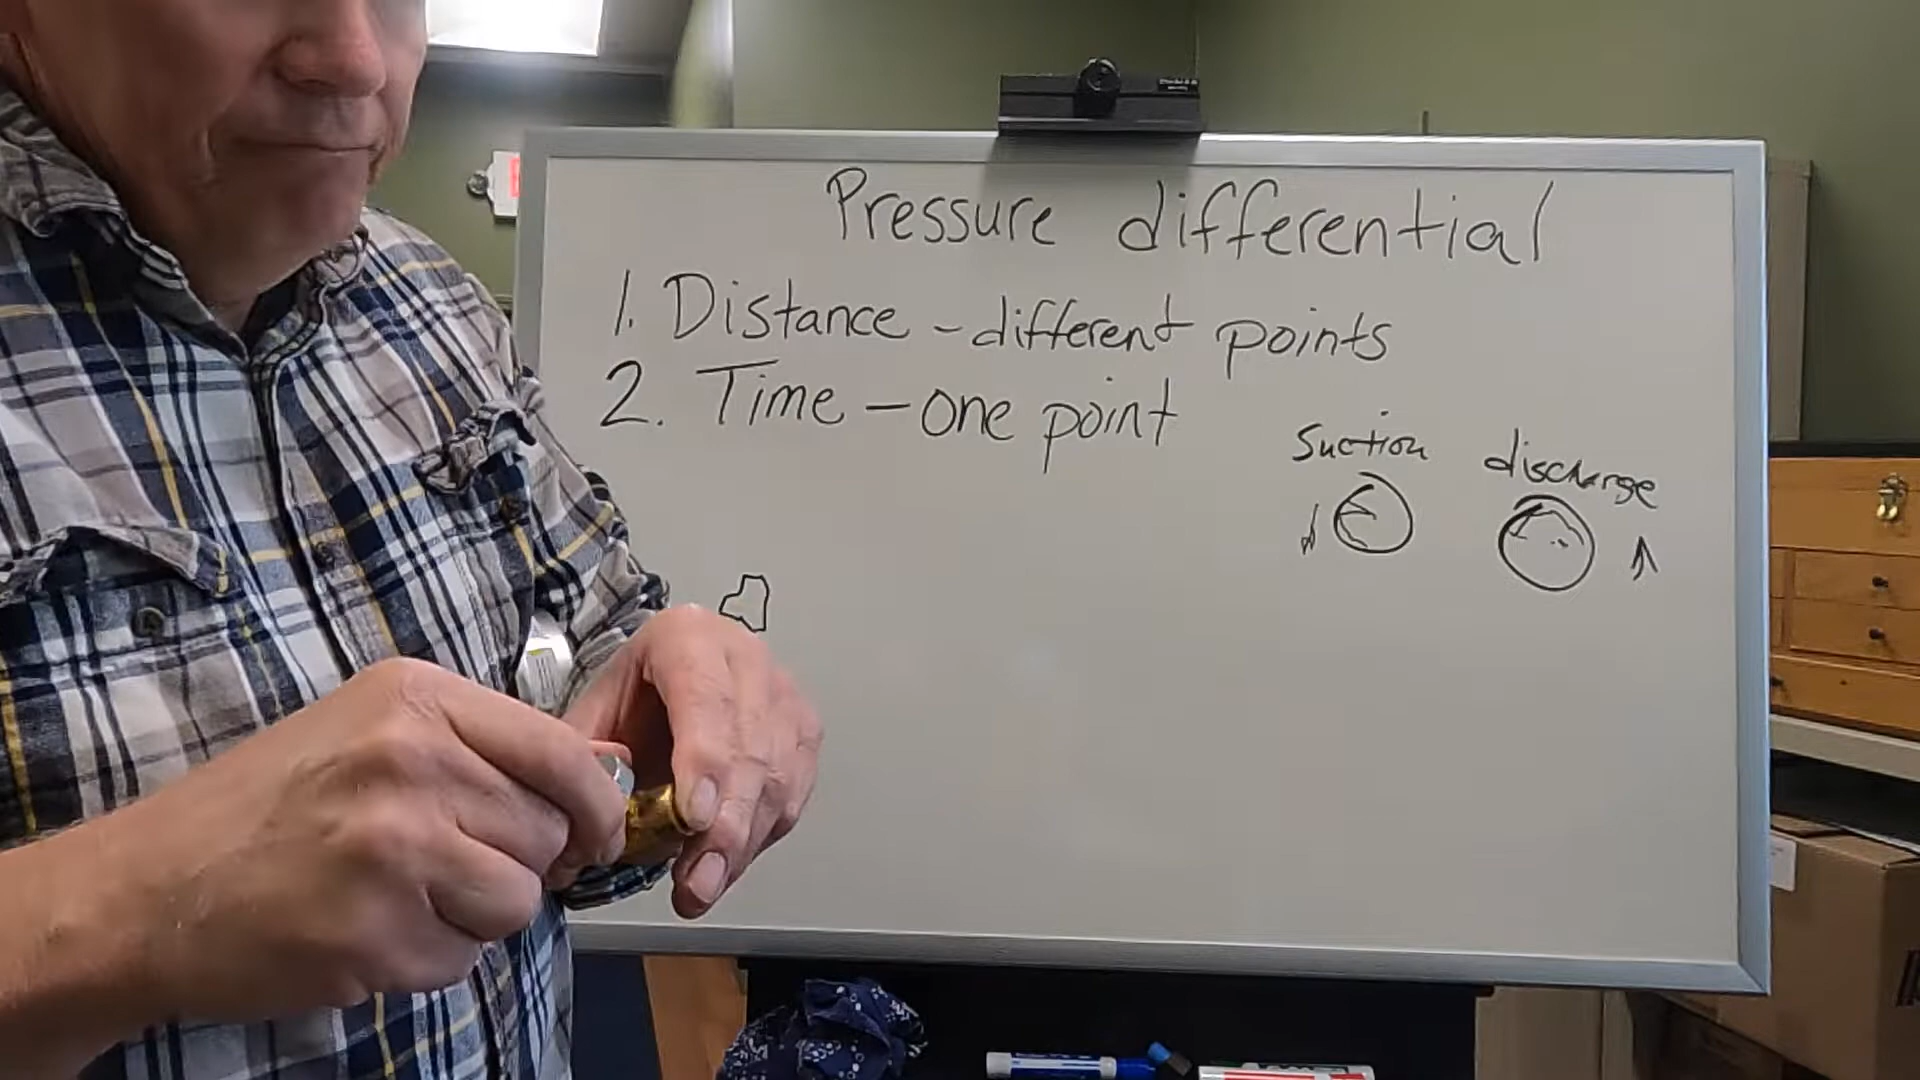 Pressure differential
1. Distance - different points
2. Time - one point
Suction
discharge